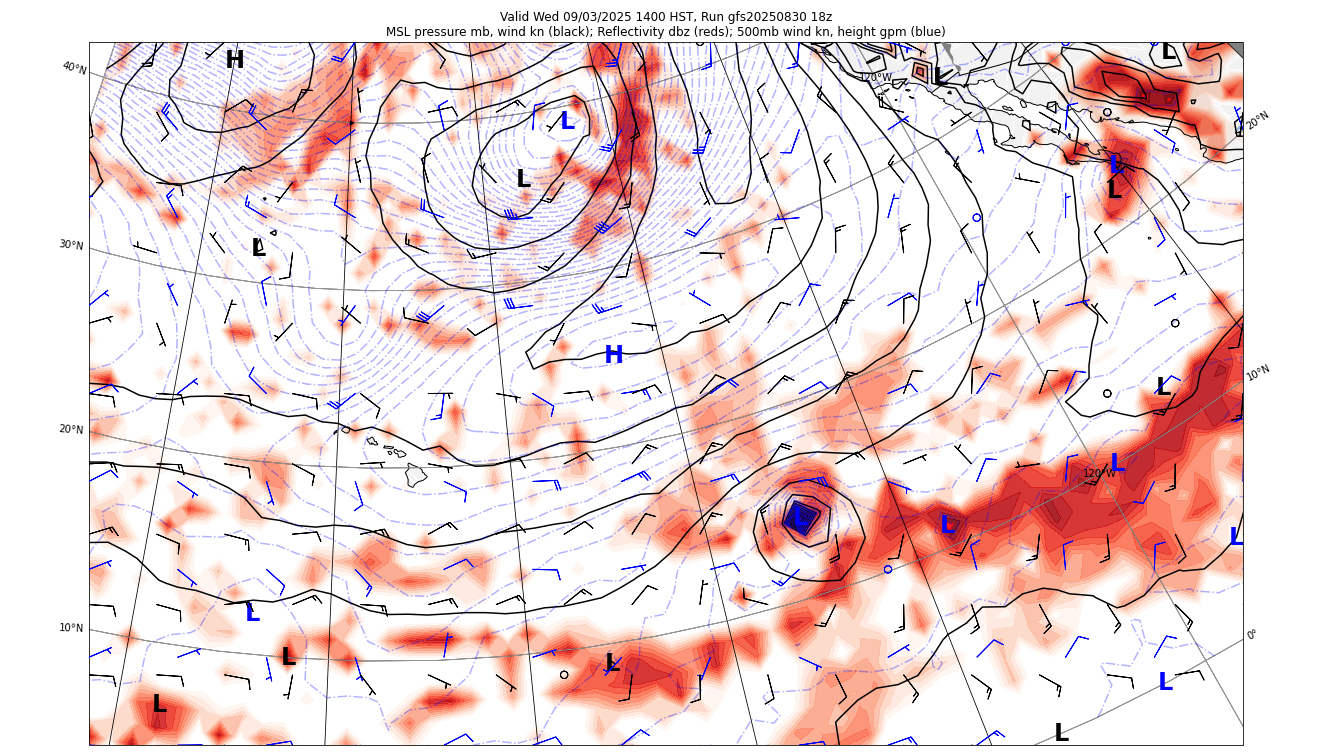 Valid Wed 09/03/2025 1400 HST, Run gfs20250830 18z
MSL pressure mb, wind kn (black); Reflectivity dbz (reds); 500mb wind kn, height gpm (blue)
H
L
L
120°W
40°N
L
20°N
L
L
L
L
30°N
L
H
10°N
L
20°N
L
120°W
L
L
L
L
10°N
0°
L
L
L
L
L